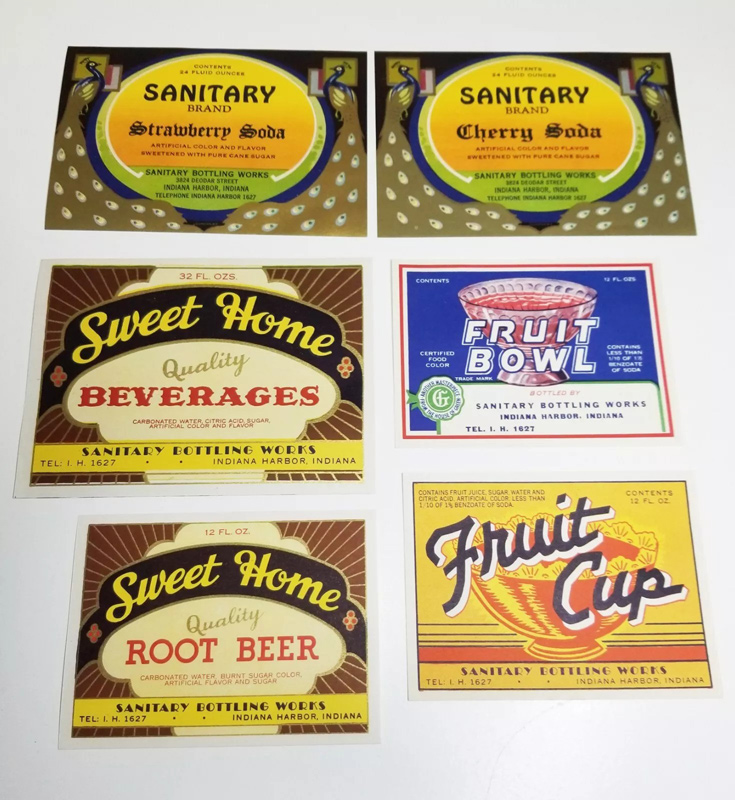 CONTENTS
24 FLUID OUNCES
SANITARY
BRAND
Strawberry Soda
ARTIFICIAL COLOR AND FLAVOR
SWEETENED WITH PURE CANE SUGAR
SANITARY BOTTLING WORKS
3824 DEODAR STREET
INDIANA HARBOR, INDIANA
TELEPHONE INDIANA HARBOR 1627
CONTENTS
24 FLUID OUNCES
SANITARY
BRAND
Cherry Soda
ARTIFICIAL COLOR AND FLAVOR
SWEETENED WITH PURE CANE SUGAR
SANITARY BOTTLING WORKS
3824 DEODAR STREET
INDIANA HARBOR, INDIANA
TELEPHONE INDIANA HARBOR 1627
32 FL. OZS.
Sweet Home
Quality
BEVERAGES
CARBONATED WATER, CITRIC ACID, SUGAR,
ARTIFICIAL COLOR AND FLAVOR
SANITARY BOTTLING WORKS
TEL: I. H. 1627 • • INDIANA HARBOR, INDIANA
CONTENTS
12 FL. OZS
FRUIT
BOWL
CERTIFIED
FOOD
COLOR
TRADE MARK
CONTAINS
LESS THAN
1/10 OF 1%
BENZOATE
OF SODA
BOTTLED BY
SANITARY BOTTLING WORKS
INDIANA HARBOR, INDIANA
TEL. I. H. 1627
12 FL. OZ.
Sweet Home
Quality
ROOT BEER
CARBONATED WATER, BURNT SUGAR COLOR,
ARTIFICIAL FLAVOR AND SUGAR
SANITARY BOTTLING WORKS
TEL: I. H. 1627 • • INDIANA HARBOR, INDIANA
CONTAINS FRUIT JUICE, SUGAR WATER AND
CITRIC ACID, ARTIFICIAL COLOR. LESS THAN
1/10 OF 1% BENZOATE OF SODA.
CONTENTS
12 FL. OZ.
Fruit
Cup
SANITARY BOTTLING WORKS
TEL. I. H. 1627 • • INDIANA HARBOR, INDIANA